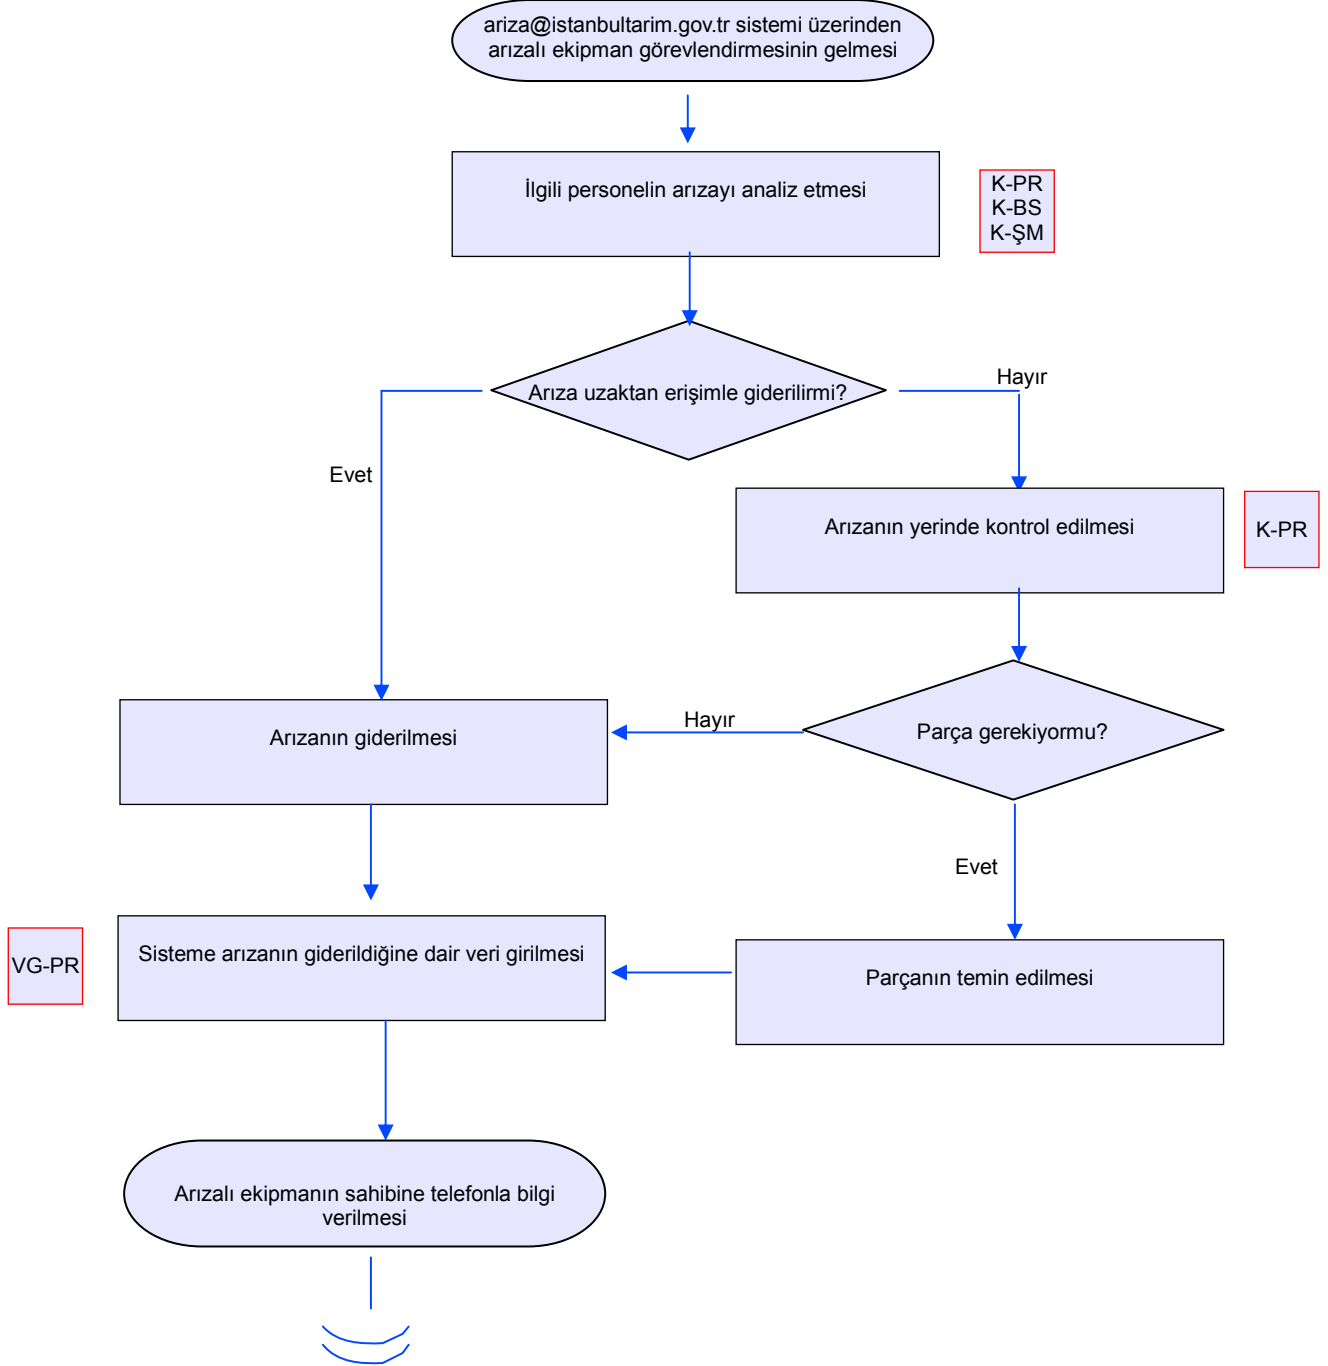 ariza@istanbultarim.gov.tr sistemi üzerinden
arızalı ekipman görevlendirmesinin gelmesi
İlgili personelin arızayı analiz etmesi
K-PR
K-BS
K-ŞM
Arıza uzaktan erişimle giderilirmi?
Hayır
Evet
Arızanın yerinde kontrol edilmesi
K-PR
Arızanın giderilmesi
Hayır
Parça gerekiyormu?
Evet
VG-PR
Sisteme arızanın giderildiğine dair veri girilmesi
Parçanın temin edilmesi
Arızalı ekipmanın sahibine telefonla bilgi
verilmesi